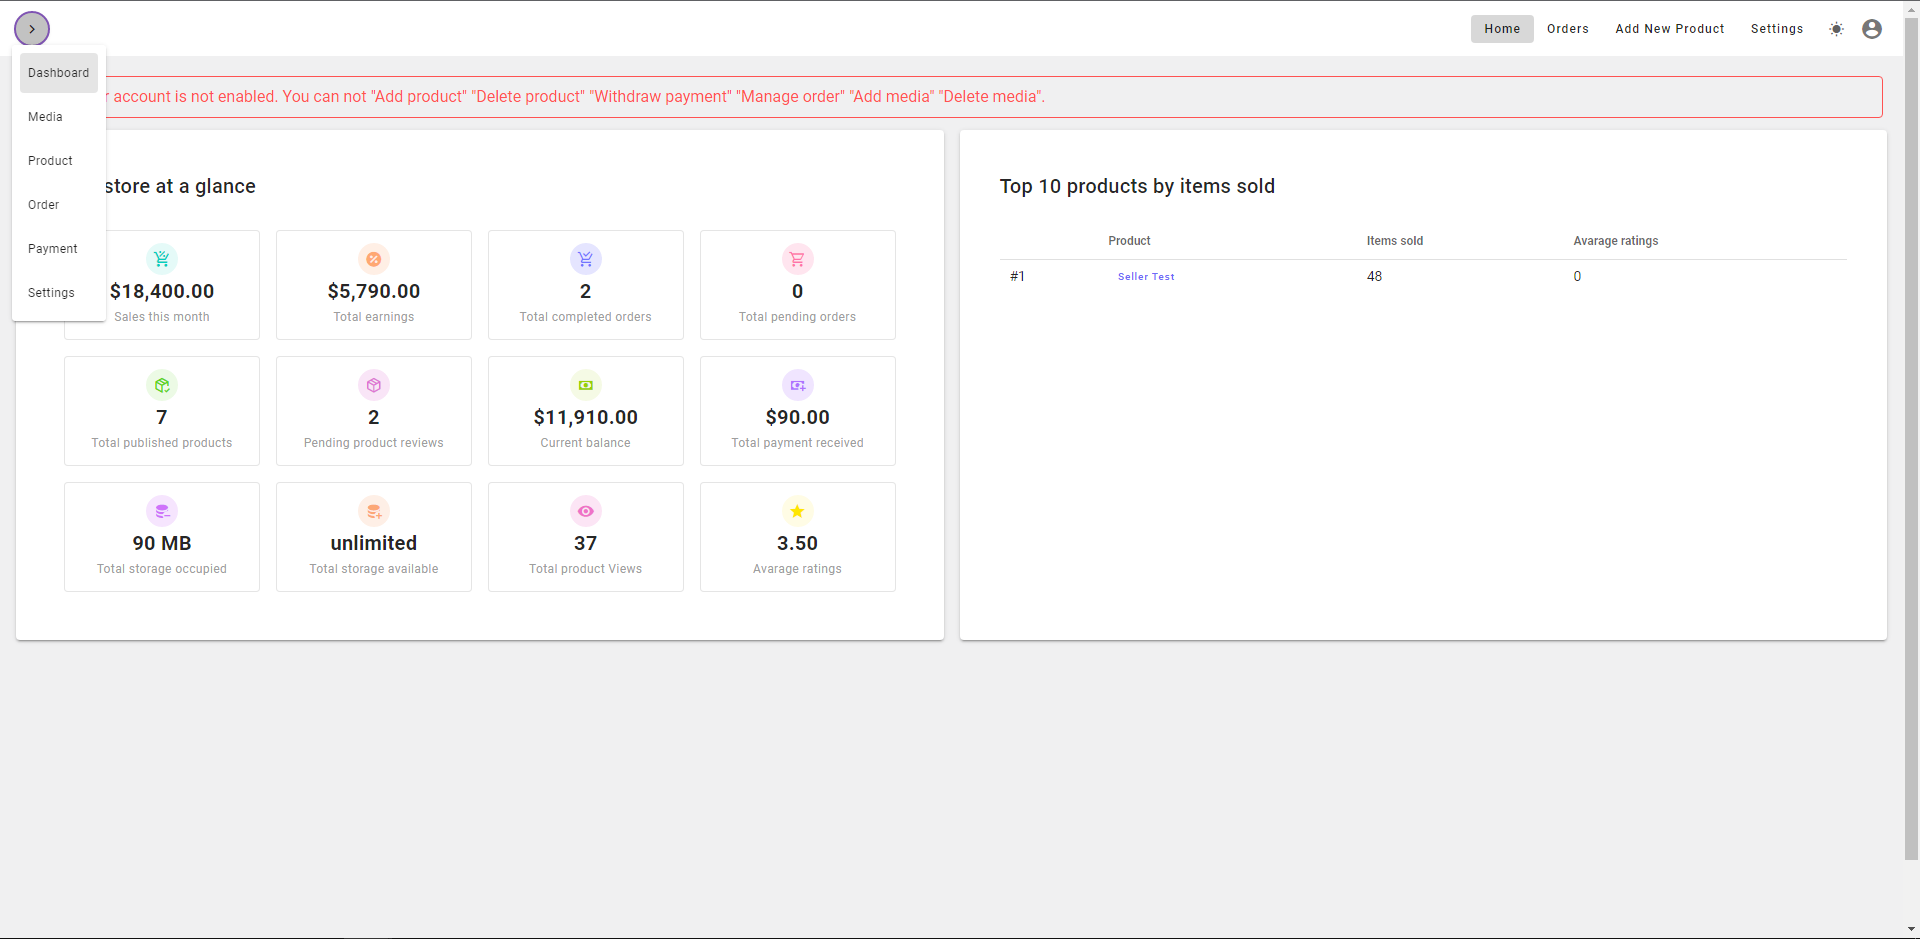 Home Orders Add New Product Settings
Dashboard
Media
Product
Order
Payment
Settings
account is not enabled. You can not "Add product" "Delete product" "Withdraw payment" "Manage order" "Add media" "Delete media".
store at a glance
$18,400.00
Sales this month
$5,790.00
Total earnings
2
Total completed orders
0
Total pending orders
7
Total published products
2
Pending product reviews
$11,910.00
Current balance
$90.00
Total payment received
90 MB
Total storage occupied
unlimited
Total storage available
37
Total product Views
3.50
Avarage ratings
Top 10 products by items sold
Product Items sold Avarage ratings
#1 Seller Test 48 0